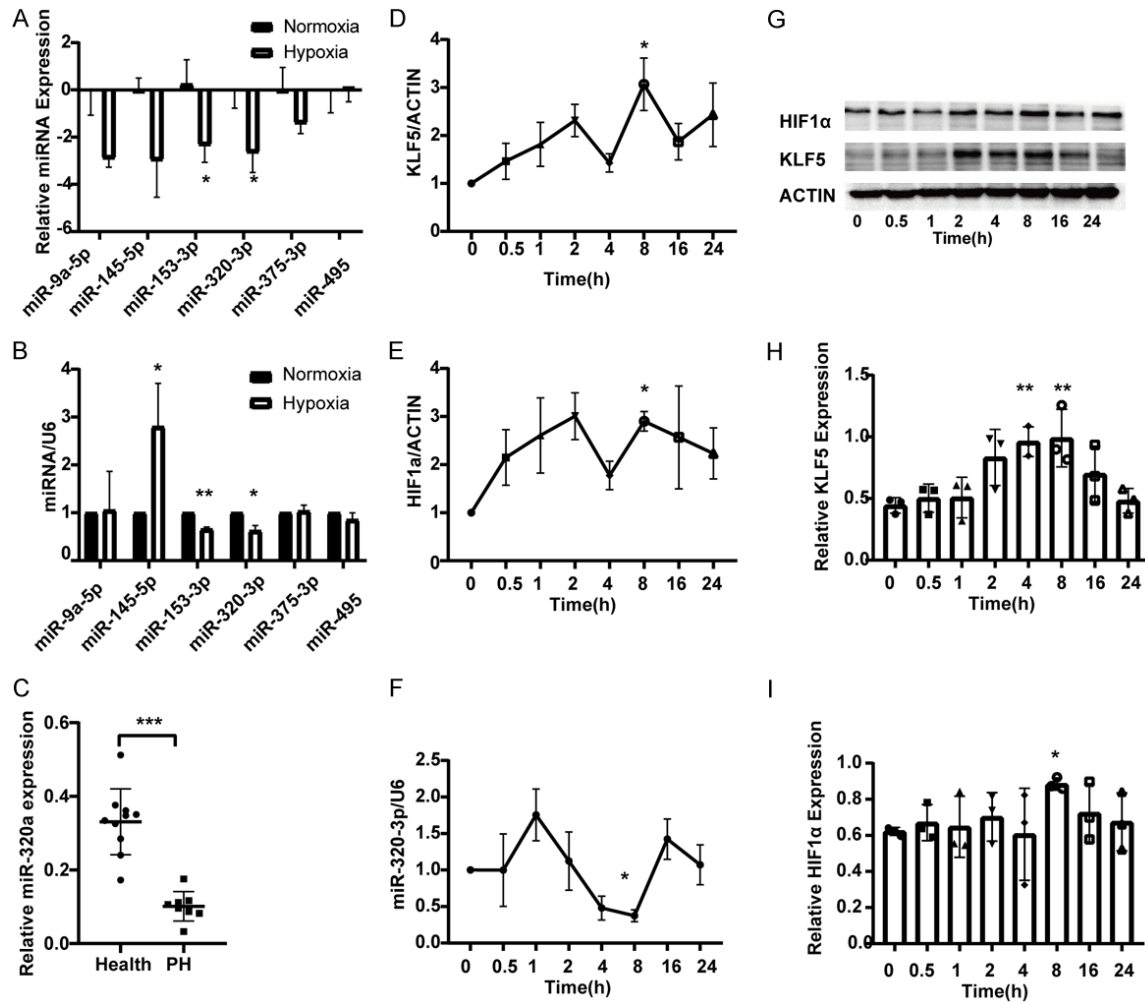 A
Normoxia
Hypoxia
Relative miRNA Expression
2
0
-2
-4
-6
*
*
miR-9a-5p
miR-145-5p
miR-153-3p
miR-320-3p
miR-375-3p
miR-495
B
Normoxia
Hypoxia
miRNA/U6
4
3
2
1
0
*
**
*
miR-9a-5p
miR-145-5p
miR-153-3p
miR-320-3p
miR-375-3p
miR-495
C
Relative miR-320a expression
0.6
0.4
0.2
0.0
***
Health PH
D
KLF5/ACTIN
4
3
2
1
0
*
0 0.5 1 2 4 8 16 24
Time(h)
E
HIF1a/ACTIN
4
3
2
1
0
*
0 0.5 1 2 4 8 16 24
Time(h)
F
miR-320-3p/U6
2.5
2.0
1.5
1.0
0.5
0.0
*
0 0.5 1 2 4 8 16 24
Time(h)
G
HIF1α
KLF5
ACTIN
0 0.5 1 2 4 8 16 24
Time(h)
H
Relative KLF5 Expression
1.5
1.0
0.5
0.0
** **
0 0.5 1 2 4 8 16 24
Time(h)
I
Relative HIF1α Expression
1.0
0.8
0.6
0.4
0.2
0.0
*
0 0.5 1 2 4 8 16 24
Time(h)